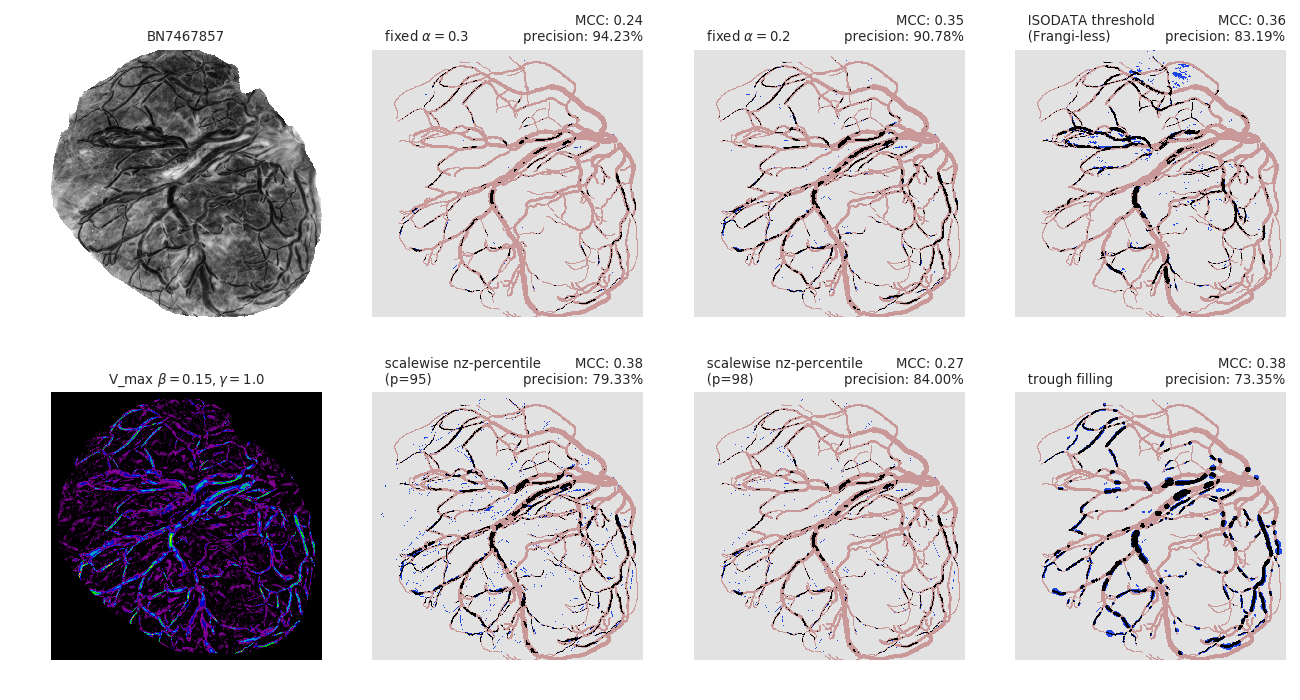 BN7467857
fixed α = 0.3
MCC: 0.24
precision: 94.23%
fixed α = 0.2
MCC: 0.35
precision: 90.78%
ISODATA threshold
(Frangi-less)
MCC: 0.36
precision: 83.19%
V_max β = 0.15, γ = 1.0
scalewise nz-percentile
(p=95)
MCC: 0.38
precision: 79.33%
scalewise nz-percentile
(p=98)
MCC: 0.27
precision: 84.00%
trough filling
MCC: 0.38
precision: 73.35%